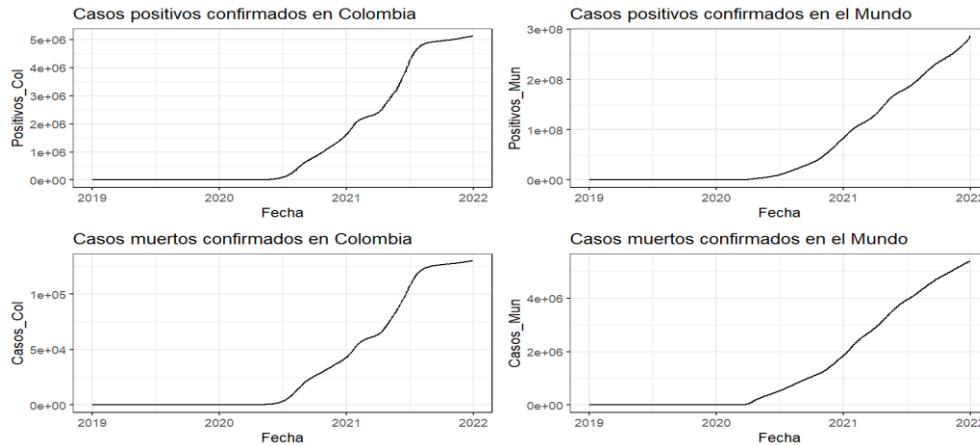 Casos positivos confirmados en Colombia
Positivos_Col
5e+06
4e+06
3e+06
2e+06
1e+06
0e+00
2019 2020 2021 2022
Fecha
Casos positivos confirmados en el Mundo
Positivos_Mun
3e+08
2e+08
1e+08
0e+00
2019 2020 2021 2022
Fecha
Casos muertos confirmados en Colombia
Casos_Col
1e+05
5e+04
0e+00
2019 2020 2021 2022
Fecha
Casos muertos confirmados en el Mundo
Casos_Mun
4e+06
2e+06
0e+00
2019 2020 2021 2022
Fecha